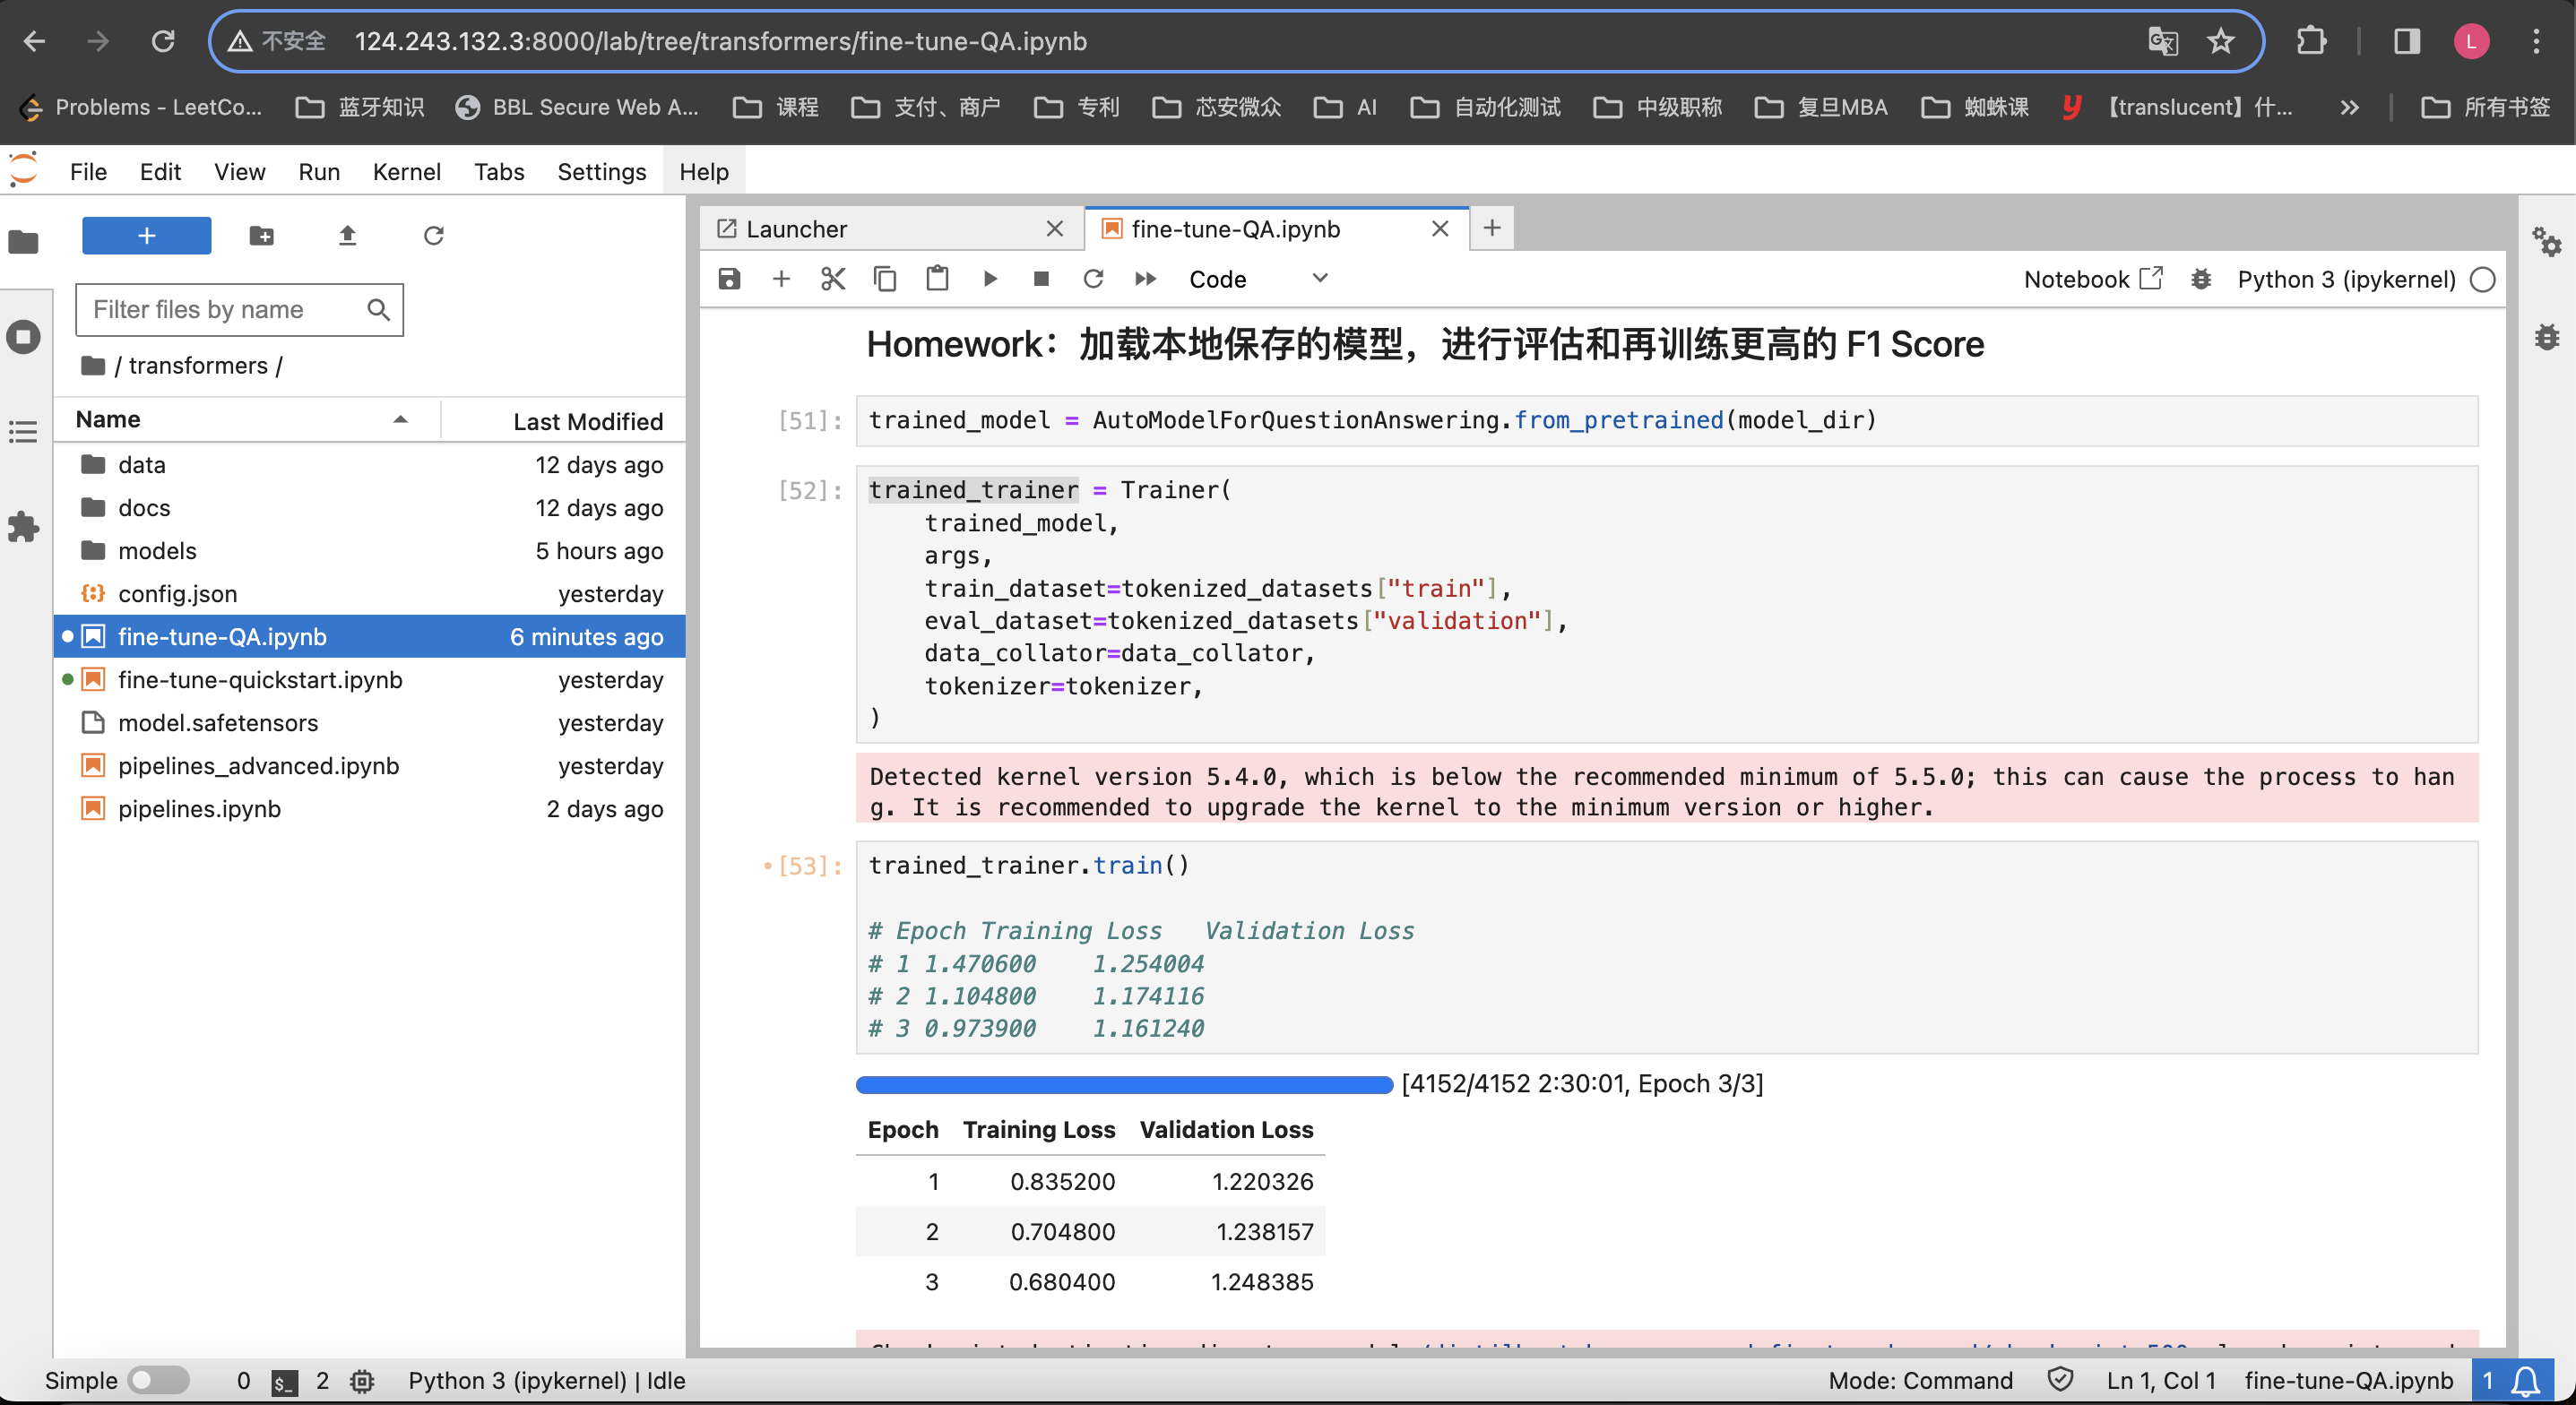 不安全 124.243.132.3:8000/lab/tree/transformers/fine-tune-QA.ipynb L
Problems - LeetCo... 蓝牙知识 BBL Secure Web A... 课程 支付、商户 专利 芯安微众 AI 自动化测试 中级职称 复旦MBA 蜘蛛课 【translucent】什... 所有书签
File Edit View Run Kernel Tabs Settings Help
Launcher fine-tune-QA.ipynb
Code Notebook Python 3 (ipykernel)
Filter files by name
/ transformers /
Name Last Modified
data 12 days ago
docs 12 days ago
models 5 hours ago
config.json yesterday
fine-tune-QA.ipynb 6 minutes ago
fine-tune-quickstart.ipynb yesterday
model.safetensors yesterday
pipelines_advanced.ipynb yesterday
pipelines.ipynb 2 days ago
Homework：加载本地保存的模型，进行评估和再训练更高的 F1 Score
[51]: trained_model = AutoModelForQuestionAnswering.from_pretrained(model_dir)
[52]: trained_trainer = Trainer(
trained_model,
args,
train_dataset=tokenized_datasets["train"],
eval_dataset=tokenized_datasets["validation"],
data_collator=data_collator,
tokenizer=tokenizer,
)
Detected kernel version 5.4.0, which is below the recommended minimum of 5.5.0; this can cause the process to han
g. It is recommended to upgrade the kernel to the minimum version or higher.
[53]: trained_trainer.train()
# Epoch Training Loss Validation Loss
# 1 1.470600 1.254004
# 2 1.104800 1.174116
# 3 0.973900 1.161240
[4152/4152 2:30:01, Epoch 3/3]
Epoch Training Loss Validation Loss
1 0.835200 1.220326
2 0.704800 1.238157
3 0.680400 1.248385
Simple 0 2 Python 3 (ipykernel) | Idle Mode: Command Ln 1, Col 1 fine-tune-QA.ipynb 1